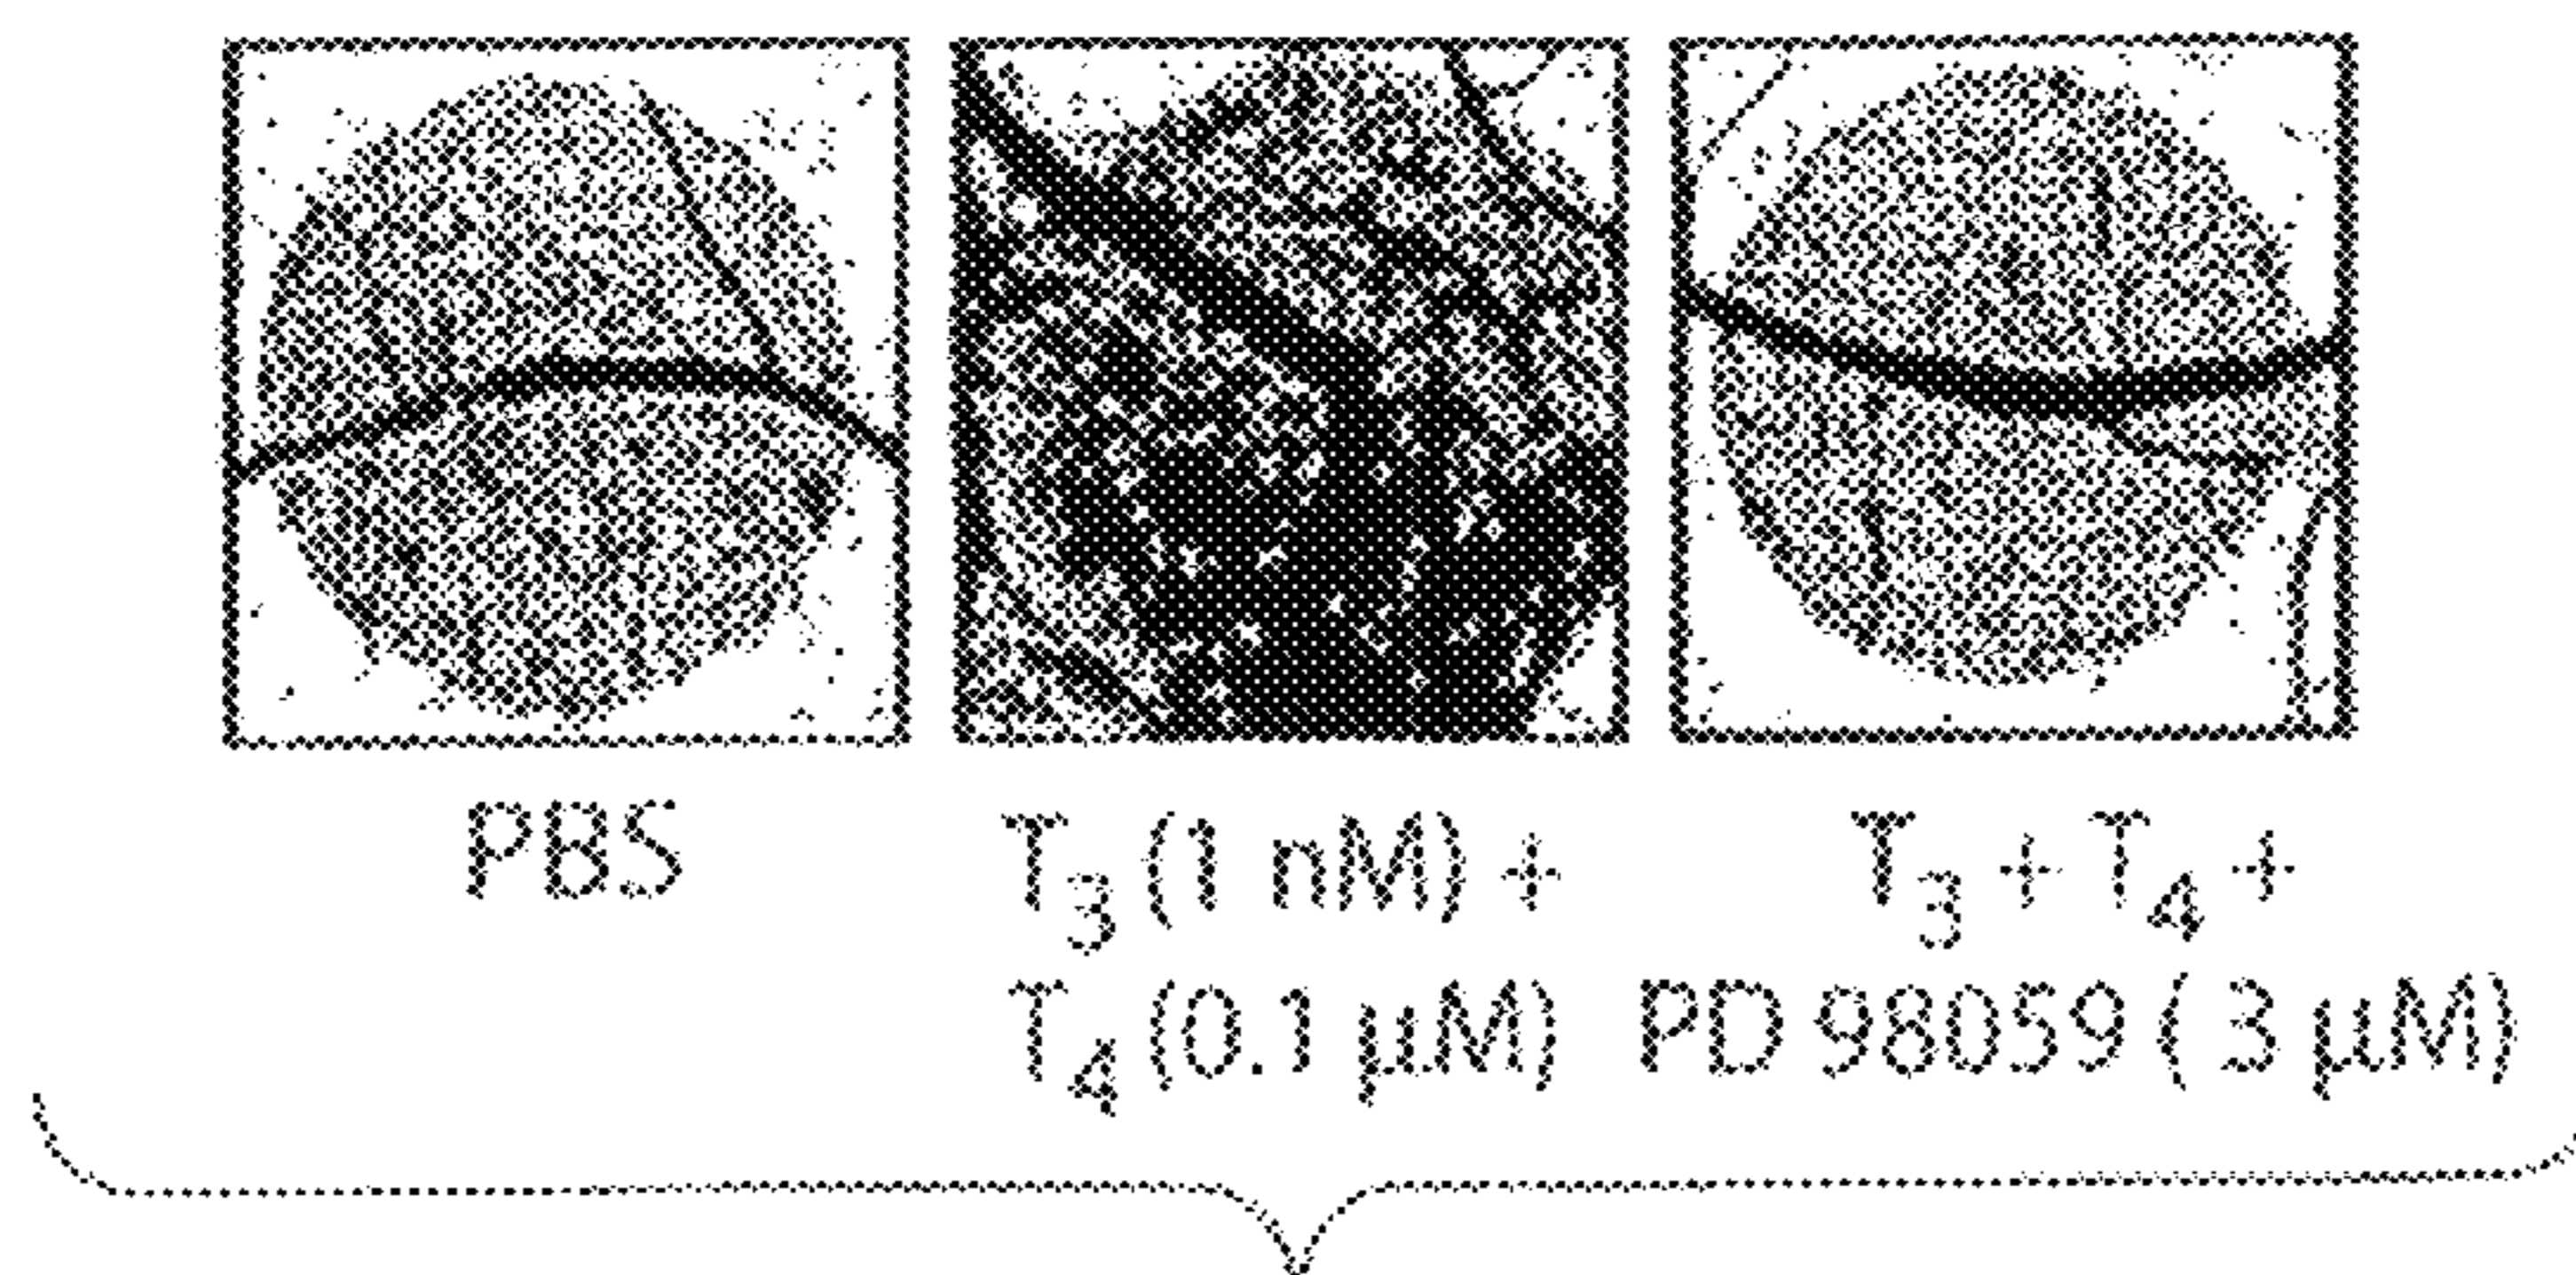 PBS
T₃ (1 nM) +
T₄ (0.1 µM)
T₃ + T₄ +
PD 98059 ( 3 µM)